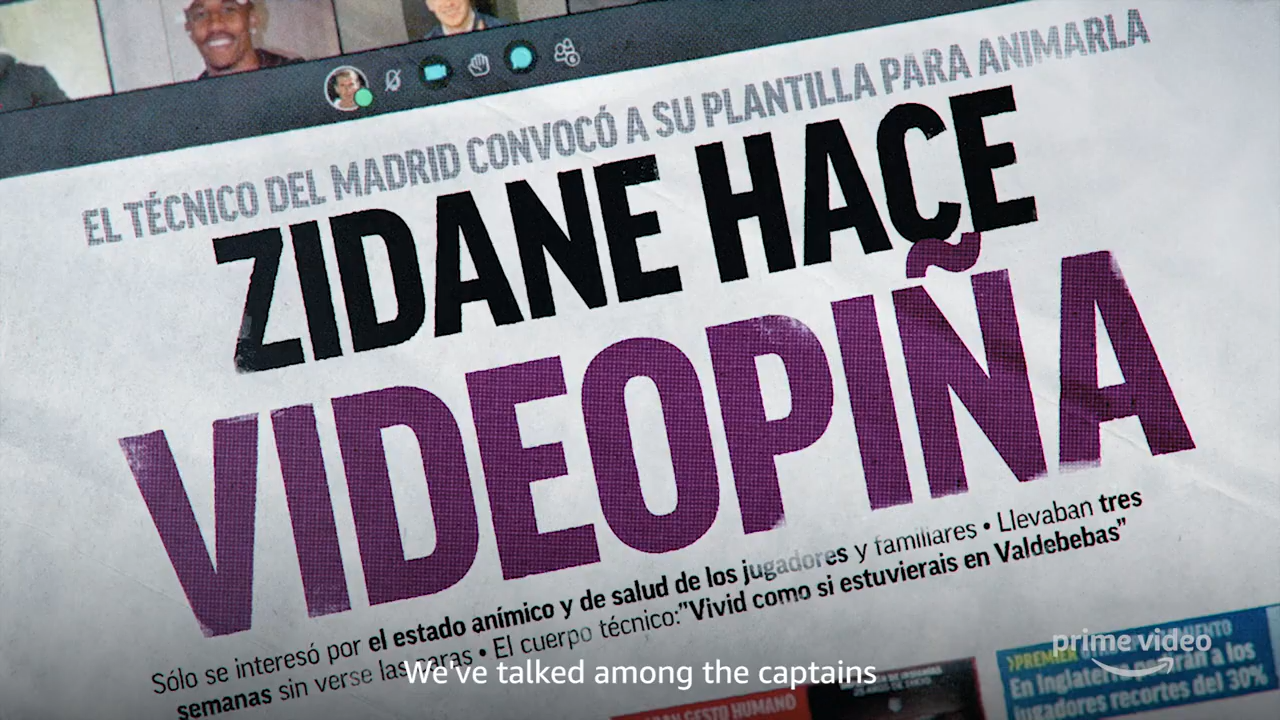 EL TÉCNICO DEL MADRID CONVOCÓ A SU PLANTILLA PARA ANIMARLA
ZIDANE HACE
VIDEOPIÑA
Sólo se interesó por el estado anímico y de salud de los jugadores y familiares • Llevaban tres
semanas sin verse las caras • El cuerpo técnico:"Vivid como si estuvierais en Valdebebas"
We've talked among the captains
prime video
GESTO HUMANÓ
>PREMIER
En Inglaterra
a los
jugadores recortes del 30%